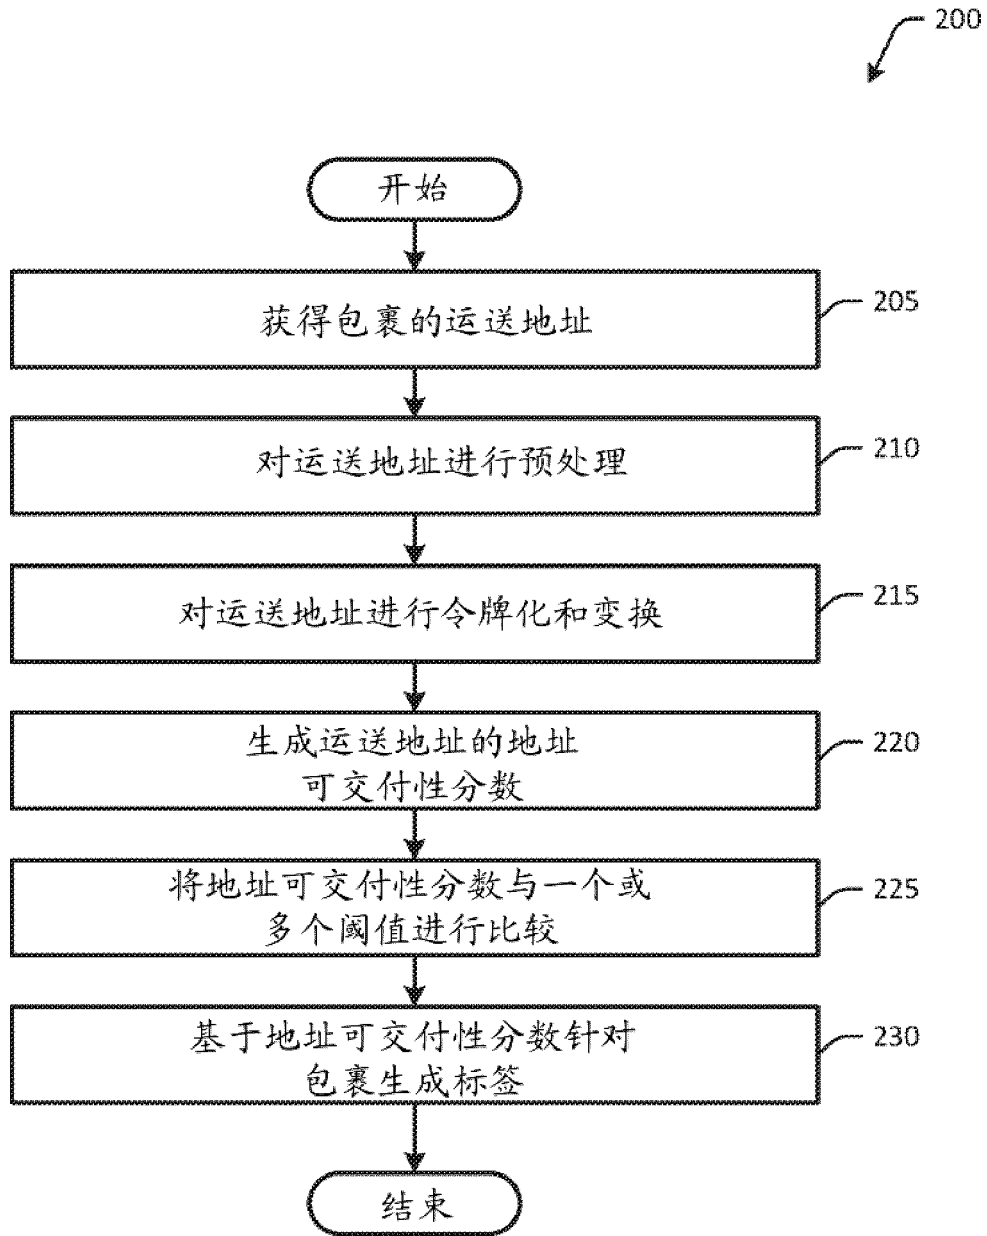 200
开始
获得包裹的运送地址
205
对运送地址进行预处理
210
对运送地址进行令牌化和变换
215
生成运送地址的地址
可交付性分数
220
将地址可交付性分数与一个或
多个阈值进行比较
225
基于地址可交付性分数针对
包裹生成标签
230
结束